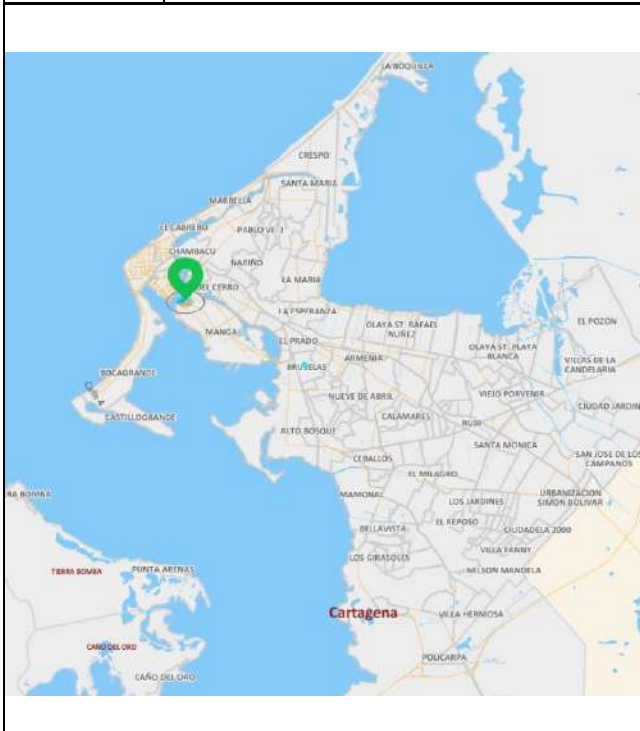 LA BOQUILLA
CRESPO
SANTA MARIA
MARBELLA
EL CABRERO
PABLO VI - I
CHAMBACU
NARIÑO
DEL CERRO
LA MARIA
LA ESPERANZA
MANGA
EL PRADO
OLAYA ST. RAFAEL
NUÑEZ
EL POZON
OLAYA ST. PLAYA
BLANCA
ARMENIA
BRUSELAS
VILLAS DE LA
CANDELARIA
BOCAGRANDE
NUEVE DE ABRIL
VIEJO PORVENIR
CIUDAD JARDIN
CASTILLOGRANDE
CALAMARES
RUBI
ALTO BOSQUE
SANTA MONICA
CEBALLOS
SAN JOSE DE LOS
CAMPANOS
EL MILAGRO
RA BOMBA
MAMONAL
LOS JARDINES
URBANIZACION
SIMON BOLIVAR
BELLAVISTA
EL REPOSO
CIUDADELA 2000
VILLA FANNY
LOS GIRASOLES
TIERRA BOMBA
PUNTA ARENAS
NELSON MANDELA
Cartagena
VILLA HERMOSA
CAÑO DEL ORO
POLICARPA
CAÑO DEL ORO